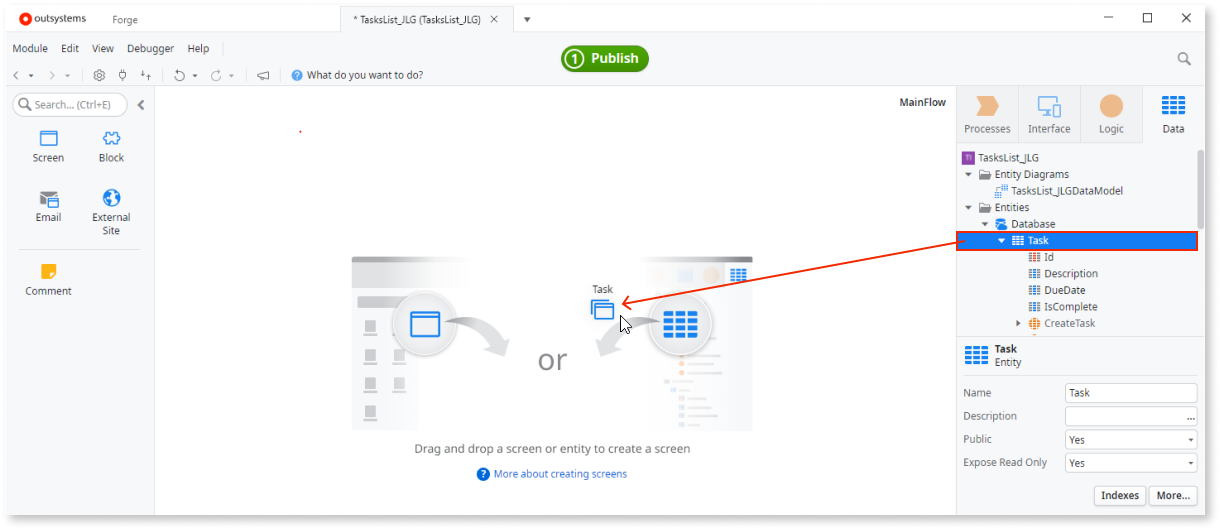 outsystems
Forge
* TasksList_JLG (TasksList_JLG)
Module Edit View Debugger Help
1 Publish
What do you want to do?
Search... (Ctrl+E)
Screen Block
Email External
Site
Comment
MainFlow
Task
or
Drag and drop a screen or entity to create a screen
? More about creating screens
Processes Interface Logic Data
TI TasksList_JLG
Entity Diagrams
TasksList_JLGDataModel
Entities
Database
Task
Id
Description
DueDate
IsComplete
CreateTask
Task
Entity
Name Task
Description ...
Public Yes
Expose Read Only Yes
Indexes More...